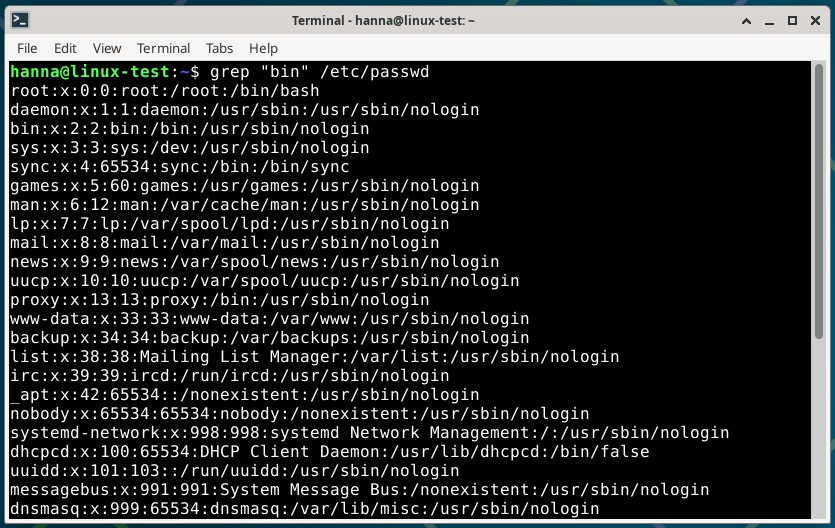 Terminal - hanna@linux-test: ~
File Edit View Terminal Tabs Help
hanna@linux-test:~$ grep "bin" /etc/passwd
root:x:0:0:root:/root:/bin/bash
daemon:x:1:1:daemon:/usr/sbin:/usr/sbin/nologin
bin:x:2:2:bin:/bin:/usr/sbin/nologin
sys:x:3:3:sys:/dev:/usr/sbin/nologin
sync:x:4:65534:sync:/bin:/bin/sync
games:x:5:60:games:/usr/games:/usr/sbin/nologin
man:x:6:12:man:/var/cache/man:/usr/sbin/nologin
lp:x:7:7:lp:/var/spool/lpd:/usr/sbin/nologin
mail:x:8:8:mail:/var/mail:/usr/sbin/nologin
news:x:9:9:news:/var/spool/news:/usr/sbin/nologin
uucp:x:10:10:uucp:/var/spool/uucp:/usr/sbin/nologin
proxy:x:13:13:proxy:/bin:/usr/sbin/nologin
www-data:x:33:33:www-data:/var/www:/usr/sbin/nologin
backup:x:34:34:backup:/var/backups:/usr/sbin/nologin
list:x:38:38:Mailing List Manager:/var/list:/usr/sbin/nologin
irc:x:39:39:ircd:/run/ircd:/usr/sbin/nologin
_apt:x:42:65534::/nonexistent:/usr/sbin/nologin
nobody:x:65534:65534:nobody:/nonexistent:/usr/sbin/nologin
systemd-network:x:998:998:systemd Network Management:/:/usr/sbin/nologin
dhcpcd:x:100:65534:DHCP Client Daemon:/usr/lib/dhcpcd:/bin/false
uuidd:x:101:103::/run/uuidd:/usr/sbin/nologin
messagebus:x:991:991:System Message Bus:/nonexistent:/usr/sbin/nologin
dnsmasq:x:999:65534:dnsmasq:/var/lib/misc:/usr/sbin/nologin